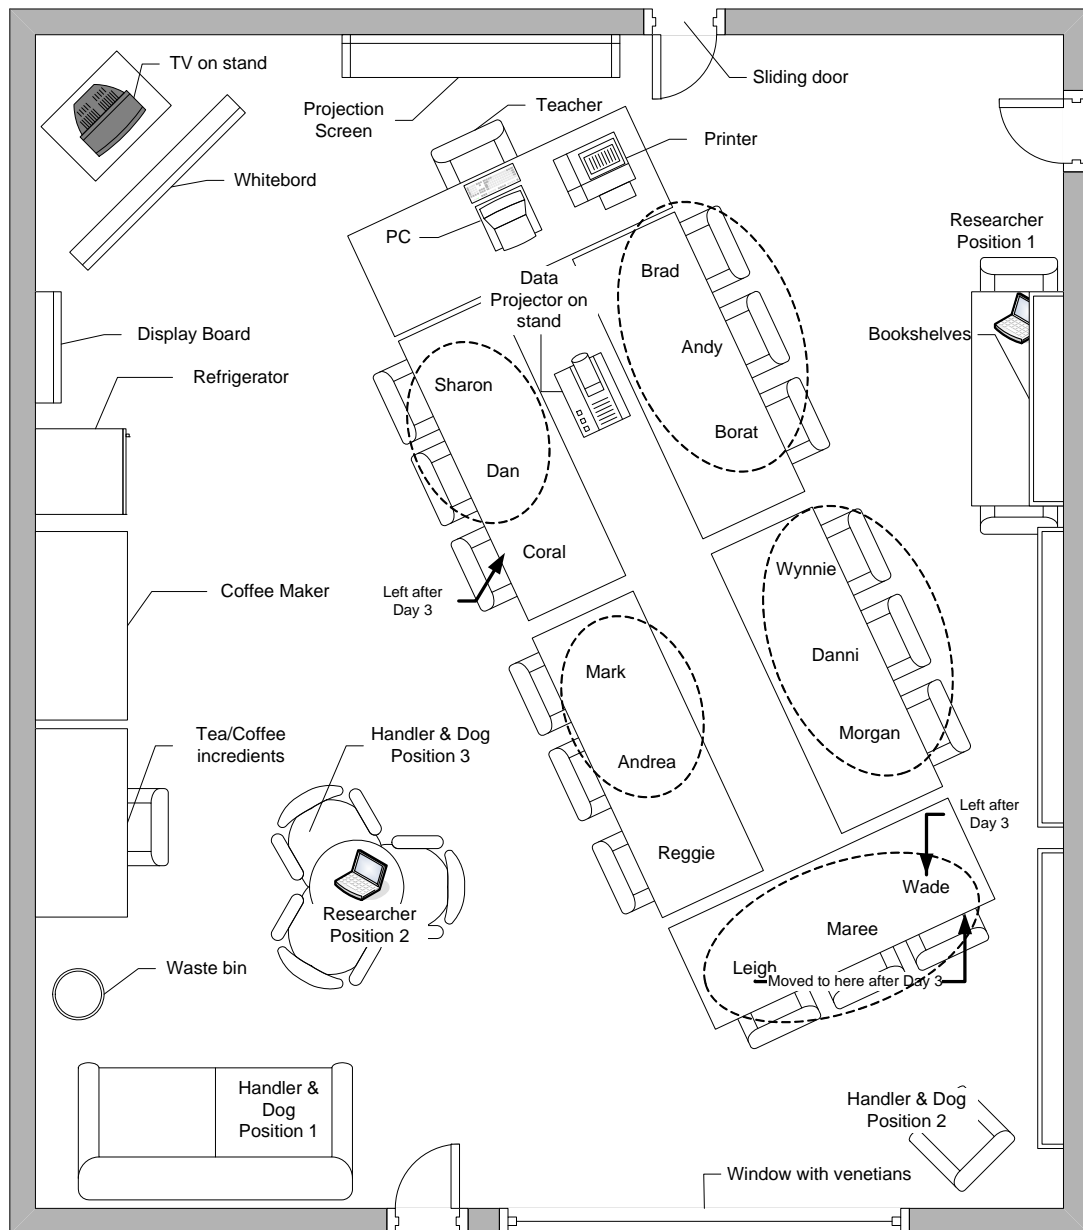 TV on stand
Sliding door
Projection
Screen
Teacher
Printer
Whitebord
PC
Researcher
Position 1
Brad
Data
Projector on
stand
Display Board
Andy
Bookshelves
Refrigerator
Sharon
Borat
Dan
Coral
Wynnie
Left after
Day 3
Coffee Maker
Danni
Mark
Morgan
Tea/Coffee
incredients
Handler & Dog
Position 3
Andrea
Left after
Day 3
Reggie
Wade
Researcher
Position 2
Maree
Waste bin
Leigh
Moved to here after Day 3
Handler &
Dog
Position 1
Handler & Dog
Position 2
Window with venetians